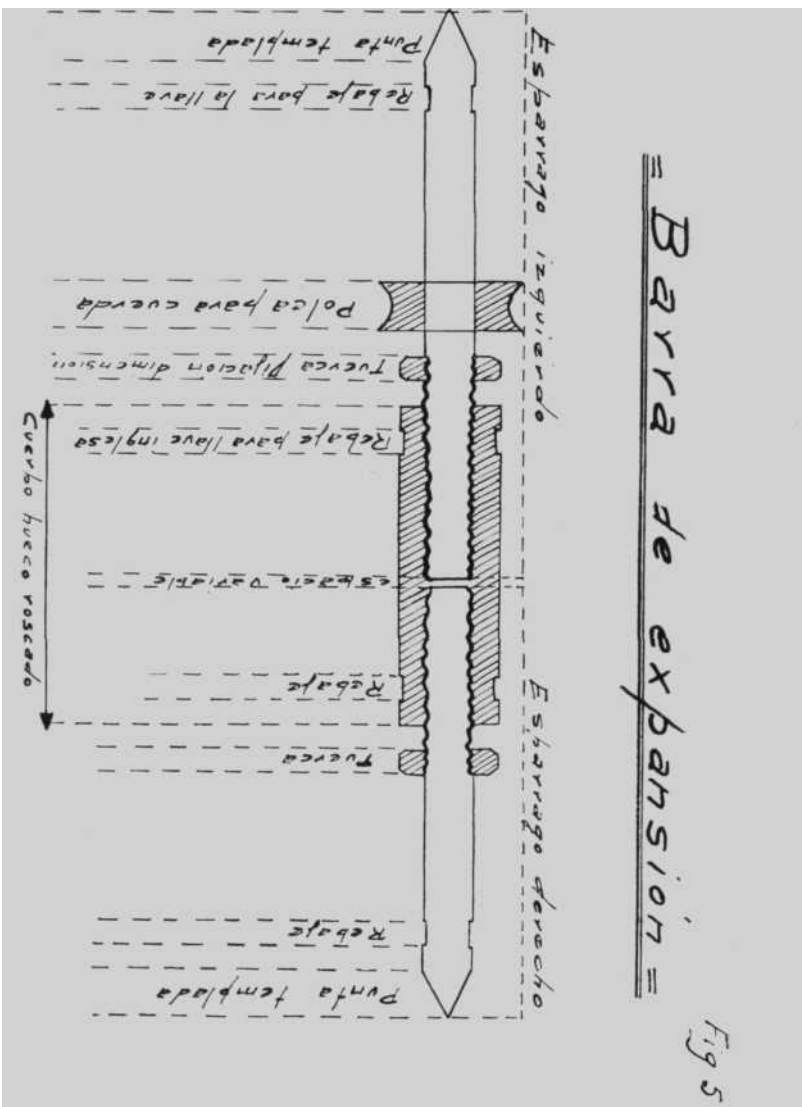 = Barra de expansión =
Fig 5
Esparrago izquierdo
Esparrago derecho
Punta templada
Rebaje para la llave
Polea para cuerda
Tuerca fijacion dimension
Rebaje para llave inglesa
espacio variable
Rebaje
Tuerca
Rebaje
Punta templada
Cuerpo hueco roscado